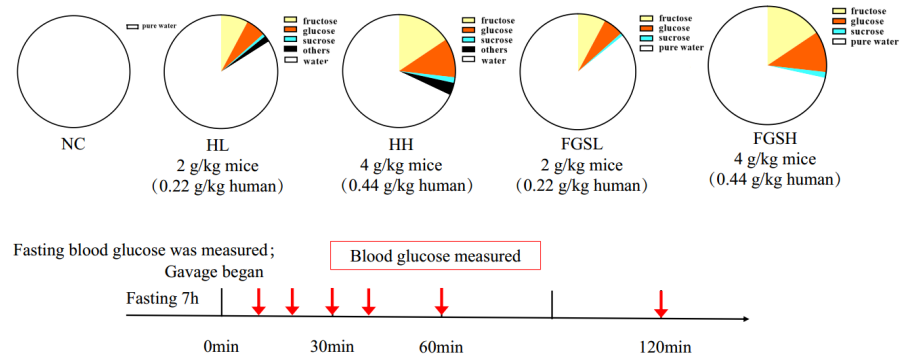 pure water
NC
fructose
glucose
sucrose
others
water
HL
2 g/kg mice
(0.22 g/kg human)
fructose
glucose
sucrose
others
water
HH
4 g/kg mice
(0.44 g/kg human)
fructose
glucose
sucrose
pure water
FGSL
2 g/kg mice
(0.22 g/kg human)
fructose
glucose
sucrose
pure water
FGSH
4 g/kg mice
(0.44 g/kg human)
Fasting blood glucose was measured;
Gavage began
Blood glucose measured
Fasting 7h
0min
30min
60min
120min